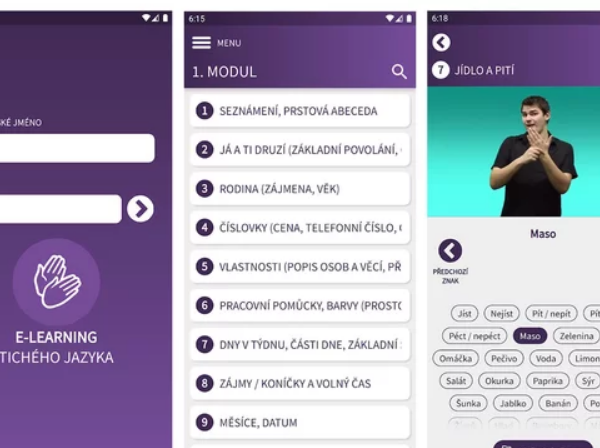 KÉ JMÉNO
E-LEARNING
TICHÉHO JAZYKA
6:15
MENU
1. MODUL
1 SEZNÁMENÍ, PRSTOVÁ ABECEDA
2 JÁ A TI DRUZÍ (ZÁKLADNÍ POVOLÁNÍ,
3 RODINA (ZÁJMENA, VĚK)
4 ČÍSLOVKY (CENA, TELEFONNÍ ČÍSLO,
5 VLASTNOSTI (POPIS OSOB A VĚCÍ, PŘ
6 PRACOVNÍ POMŮCKY, BARVY (PROSTO
7 DNY V TÝDNU, ČÁSTI DNE, ZÁKLADNÍ
8 ZÁJMY / KONÍČKY A VOLNÝ ČAS
9 MĚSÍCE, DATUM
6:18
7 JÍDLO A PITÍ
Maso
PŘEDCHOZÍ
ZNAK
Jíst Nejíst Pít / nepít Pít
Péct / nepéct Maso Zelenina
Omáčka Pečivo Voda Limon
Salát Okurka Paprika Sýr
Šunka Jablko Banán Po